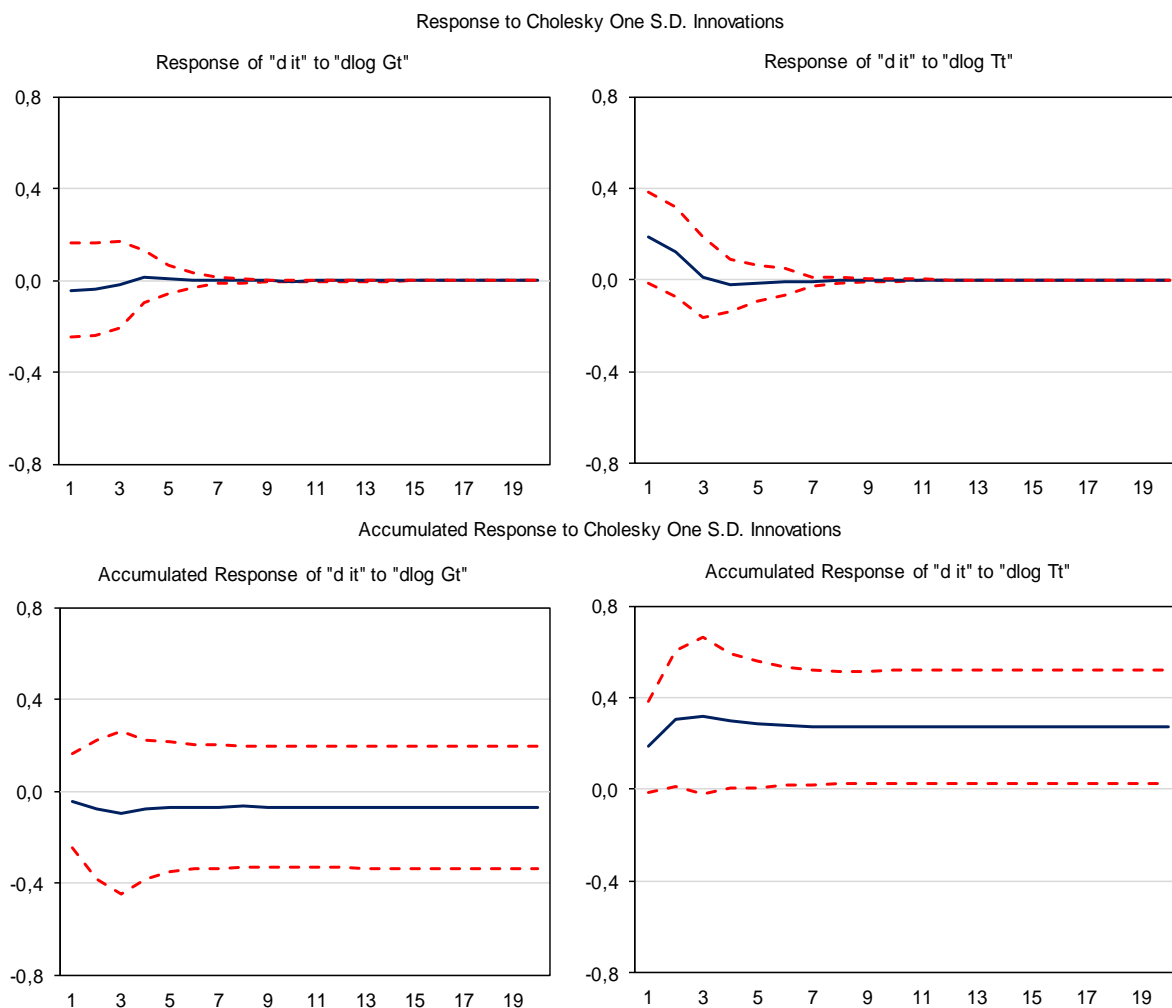 Response to Cholesky One S.D. Innovations
Response of "d it" to "dlog Gt"
0,8
0,4
0,0
-0,4
-0,8
1 3 5 7 9 11 13 15 17 19
Response of "d it" to "dlog Tt"
0,8
0,4
0,0
-0,4
-0,8
1 3 5 7 9 11 13 15 17 19
Accumulated Response to Cholesky One S.D. Innovations
Accumulated Response of "d it" to "dlog Gt"
0,8
0,4
0,0
-0,4
-0,8
1 3 5 7 9 11 13 15 17 19
Accumulated Response of "d it" to "dlog Tt"
0,8
0,4
0,0
-0,4
-0,8
1 3 5 7 9 11 13 15 17 19